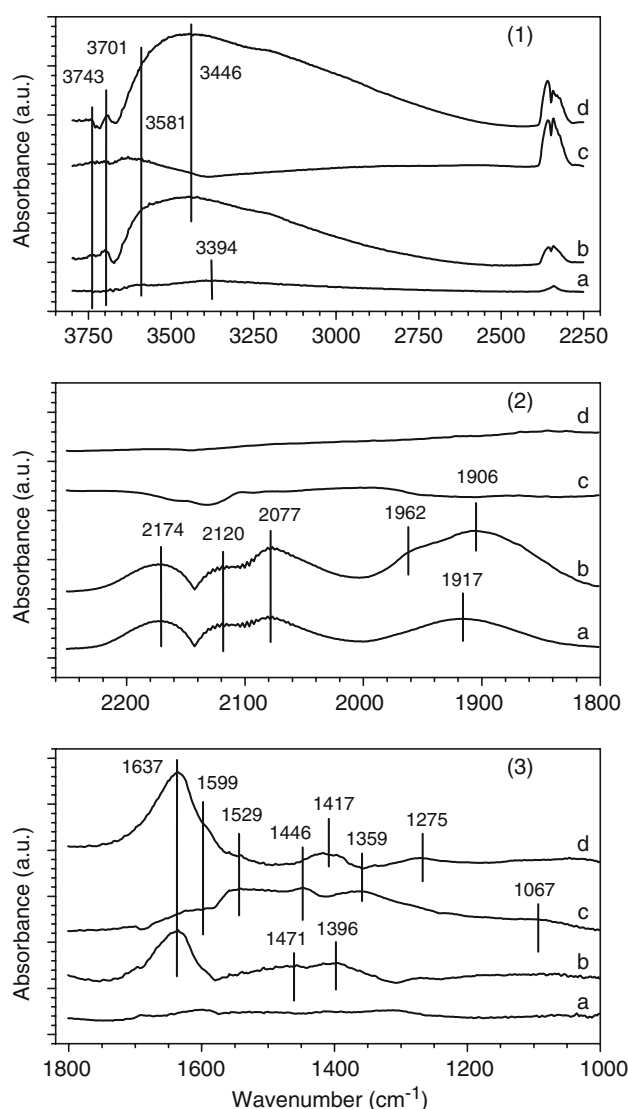 (1)
3701
3743
3446
3581
d
c
3394
b
a
Absorbance (a.u.)
3750 3500 3250 3000 2750 2500 2250
(2)
d
c
1906
1962
2077
2174
2120
b
1917
a
Absorbance (a.u.)
2200 2100 2000 1900 1800
(3)
1637
1599
1417
1529
1446
1359
1275
d
1067
c
1471
1396
b
a
Absorbance (a.u.)
1800 1600 1400 1200 1000
Wavenumber (cm⁻¹)